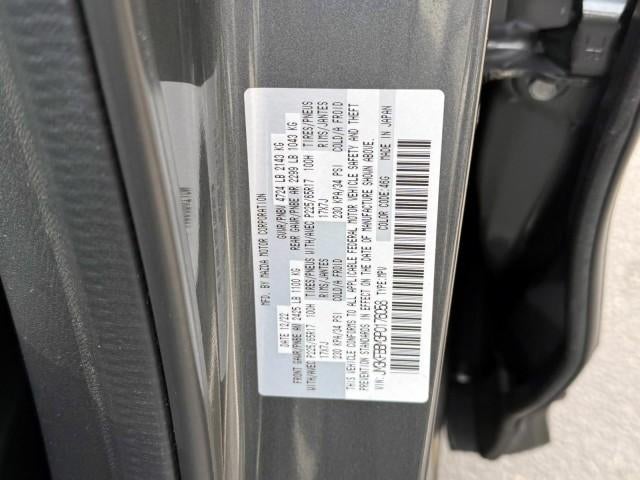 MFD. BY MAZDA MOTOR CORPORATION
DATE 12/22 GVWR/PNBV 4724 LB 2143 KG
FRONT GAWR/PNBE AV 2425 LB 1100 KG REAR GAWR/PNBE AR 2299 LB 1043 KG
WITH/AVEC P225/65R17 100H TIRES/PNEUS WITH/AVEC P225/65R17 100H TIRES/PNEUS
17X7J RIMS/JANTES 17X7J RIMS/JANTES
230 KPA/34 PSI COLD/A FROID 230 KPA/34 PSI COLD/A FROID
THIS VEHICLE CONFORMS TO ALL APPLICABLE FEDERAL MOTOR VEHICLE SAFETY AND THEFT
PREVENTION STANDARDS IN EFFECT ON THE DATE OF MANUFACTURE SHOWN ABOVE.
COLOR CODE:46G MADE IN JAPAN
VIN: TYPE:MPV